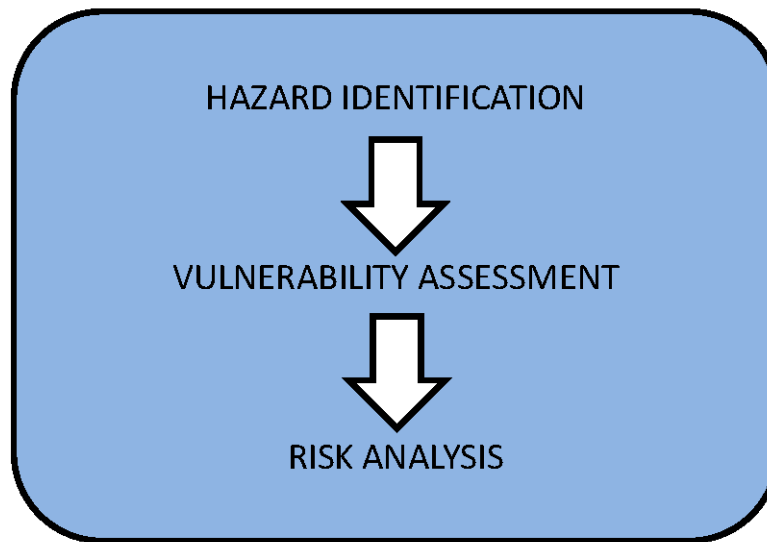 HAZARD IDENTIFICATION
VULNERABILITY ASSESSMENT
RISK ANALYSIS